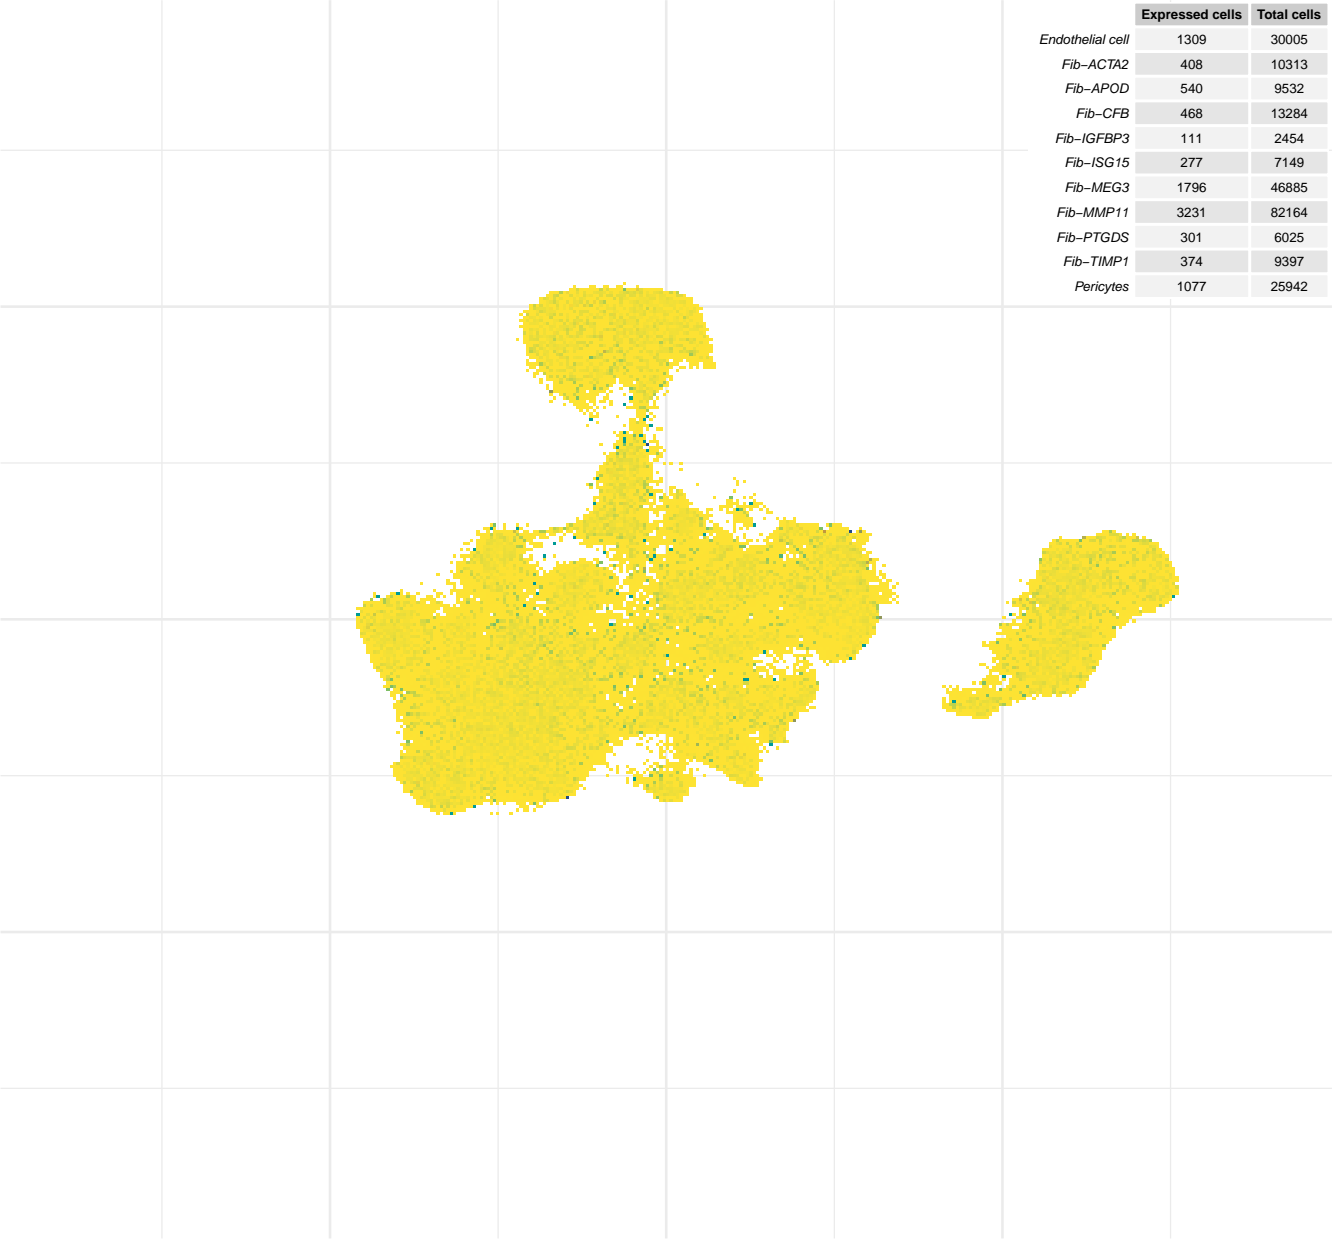 Expressed cells Total cells
Endothelial cell 1309 30005
Fib−ACTA2 408 10313
Fib−APOD 540 9532
Fib−CFB 468 13284
Fib−IGFBP3 111 2454
Fib−ISG15 277 7149
Fib−MEG3 1796 46885
Fib−MMP11 3231 82164
Fib−PTGDS 301 6025
Fib−TIMP1 374 9397
Pericytes 1077 25942